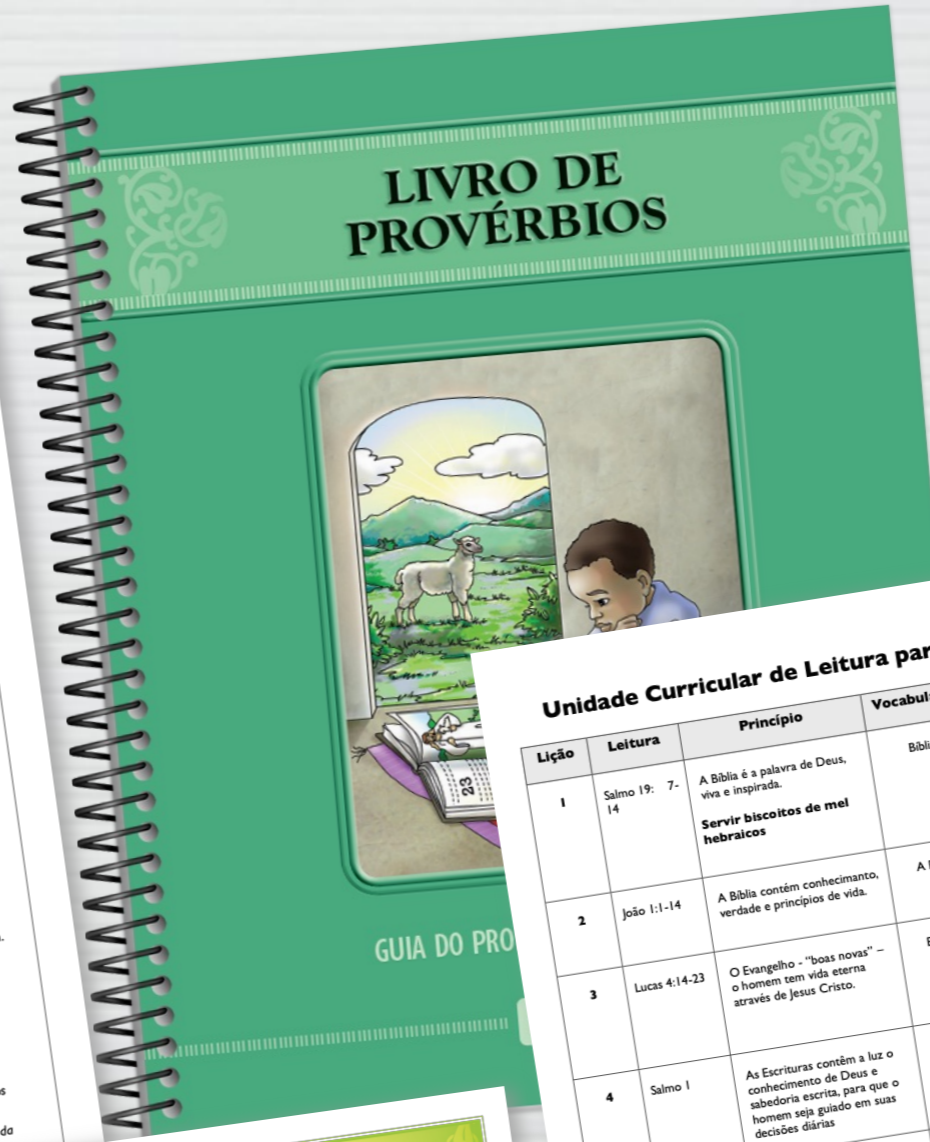 LIVRO DE
PROVÉRBIOS
23
GUIA DO
Unidade Curricular de Leitura
Lição Leitura Princípio
1 Salmo 19: 7-
14
A Bíblia é a palavra de Deus,
viva e inspirada.
Servir biscoitos de mel
hebraicos
2 João 1:1-14
A Bíblia contém conhecimanto,
verdade e princípios de vida.
3 Lucas 4:14-23
O Evangelho - “boas novas” –
o homem tem vida eterna
através de Jesus Cristo.
4 Salmo 1
As Escrituras contêm a luz o
conhecimento de Deus e
sabedoria escrita, para que o
homem seja guiado em suas
decisões diárias